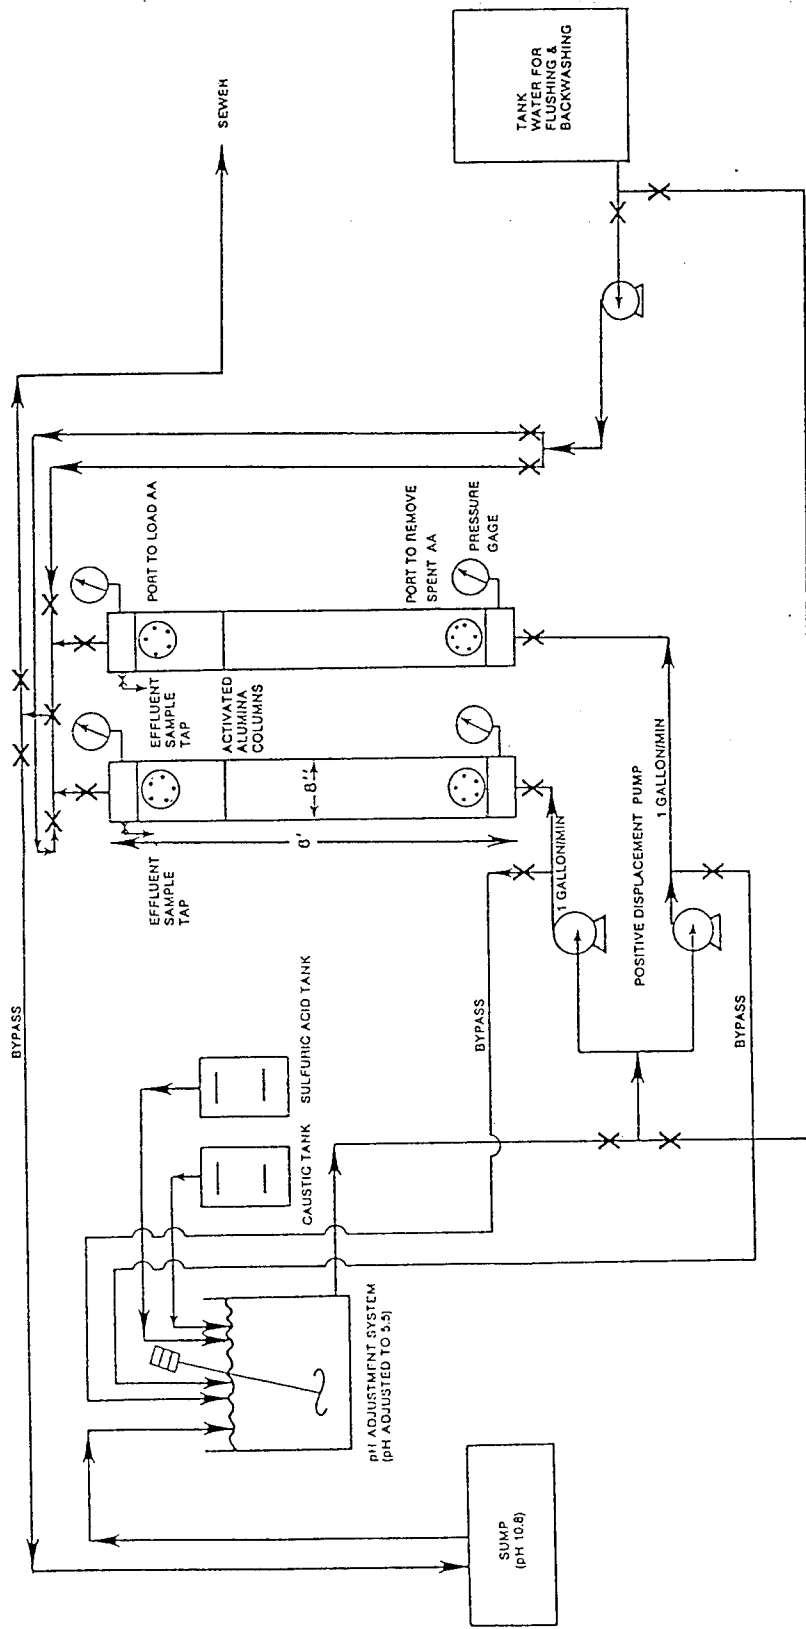 BYPASS
SEWER
EFFLUENT
SAMPLE
TAP
EFFLUENT
SAMPLE
TAP
PORT TO LOAD AA
ACTIVATED
ALUMINA
COLUMNS
CAUSTIC TANK
SULFURIC ACID TANK
6'
8''
pH ADJUSTMENT SYSTEM
(pH ADJUSTED TO 5.5)
PORT TO REMOVE
SPENT AA
PRESSURE
GAGE
SUMP
(pH 10.8)
BYPASS
1 GALLON/MIN
TANK
WATER FOR
FLUSHING &
BACKWASHING
POSITIVE DISPLACEMENT PUMP
1 GALLON/MIN
BYPASS